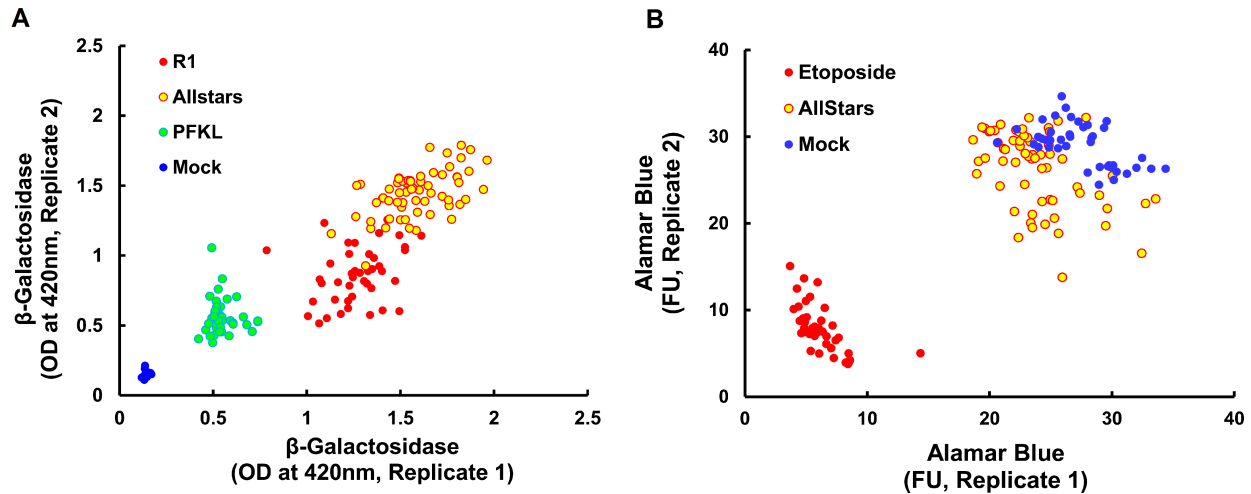 A
β-Galactosidase
(OD at 420nm, Replicate 2)
2.5
2
1.5
1
0.5
0
R1
Allstars
PFKL
Mock
0
0.5
1
1.5
2
2.5
β-Galactosidase
(OD at 420nm, Replicate 1)
B
Alamar Blue
(FU, Replicate 2)
40
30
20
10
0
Etoposide
AllStars
Mock
0
10
20
30
40
Alamar Blue
(FU, Replicate 1)